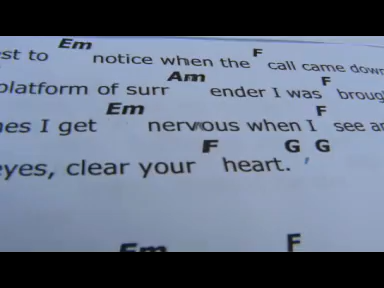 Em F
est to notice when the call came down
Am F
platform of surr ender I was broug
Em F
nes I get nervous when I see
F G G
eyes, clear your heart.
Em F